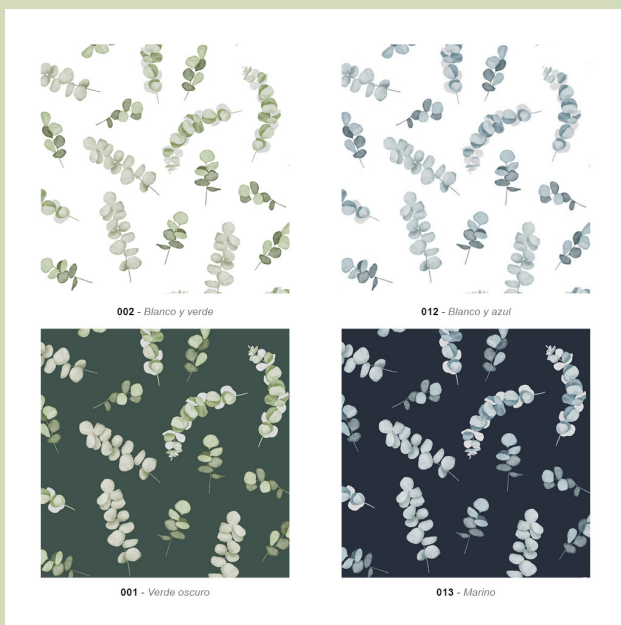 002 - Blanco y verde
012 - Blanco y azul
001 - Verde oscuro
013 - Marino